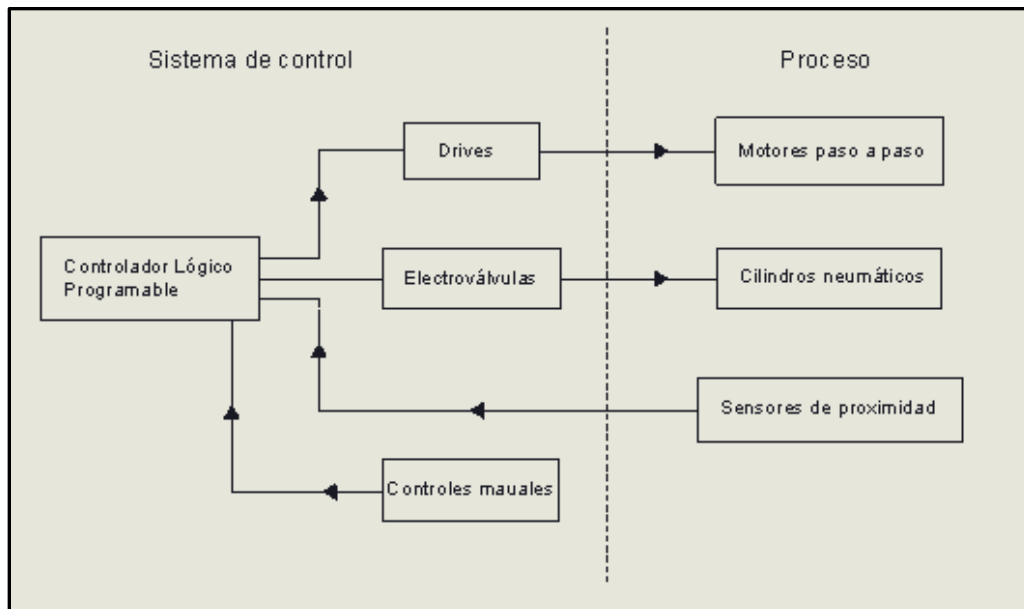 Sistema de control
Proceso
Drives
Motores paso a paso
Controlador Lógico
Programable
Electroválvulas
Cilindros neumáticos
Sensores de proximidad
Controles mauales